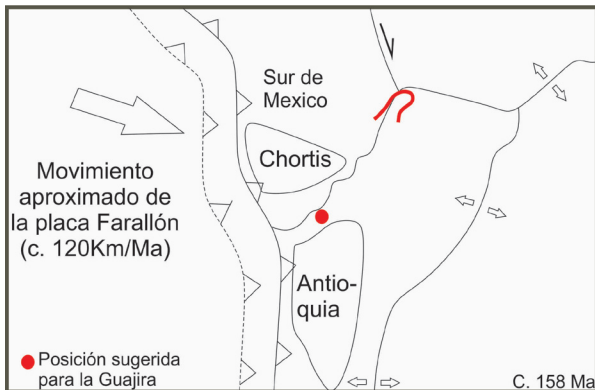 Sur de
Mexico
Chortis
Movimiento
aproximado de
la placa Farallón
(c. 120Km/Ma)
Antio-
quia
Posición sugerida
para la Guajira
C. 158 Ma